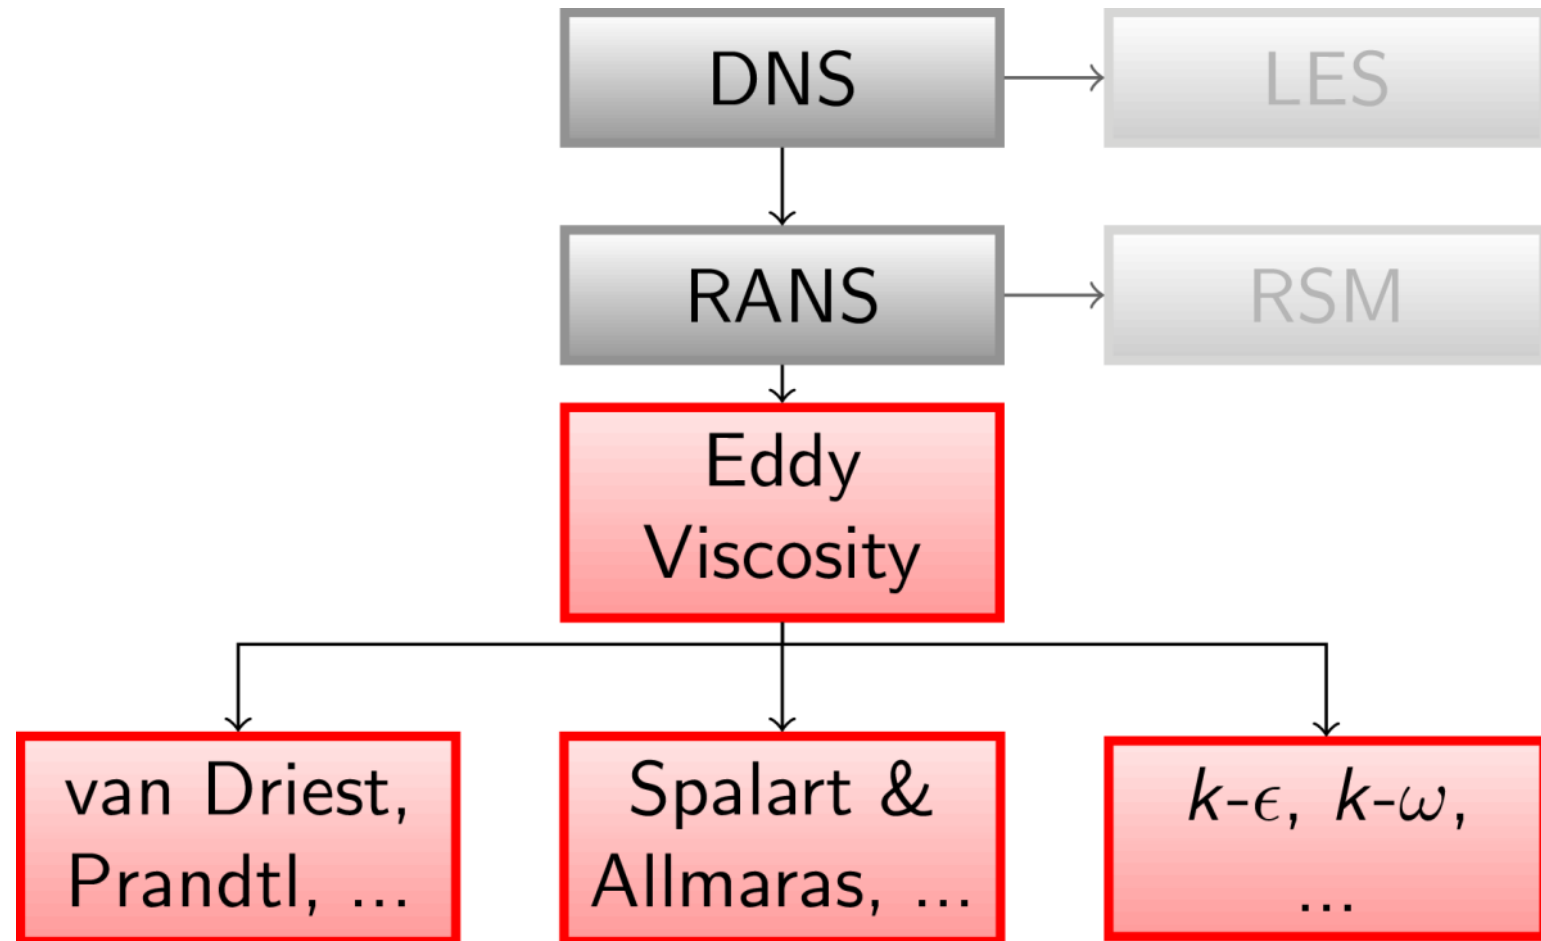 DNS
LES
RANS
RSM
Eddy
Viscosity
van Driest,
Prandtl, ...
Spalart &
Allmaras, ...
k-ϵ, k-ω,
...